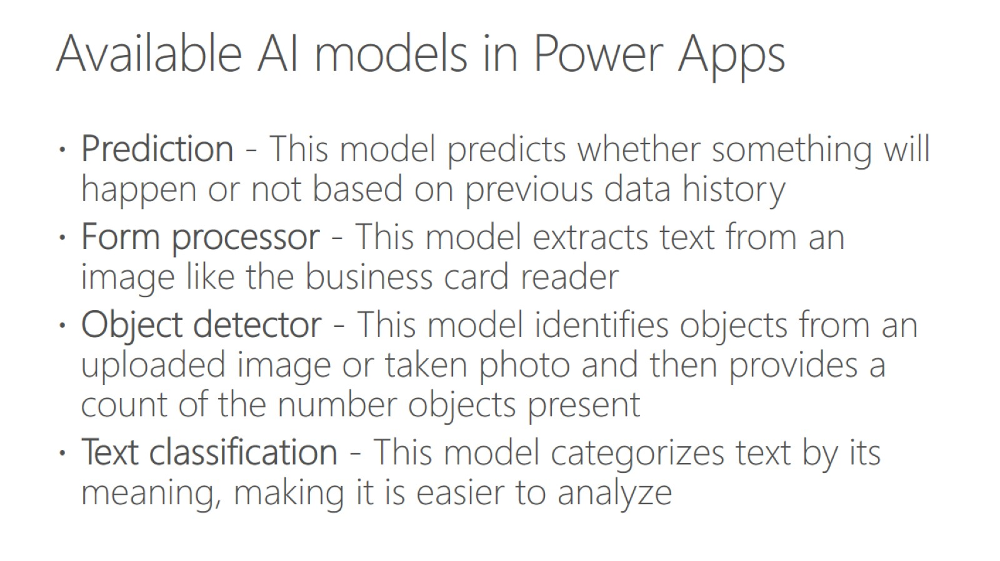 Available AI models in Power Apps
• Prediction - This model predicts whether something will
happen or not based on previous data history
• Form processor - This model extracts text from an
image like the business card reader
• Object detector - This model identifies objects from an
uploaded image or taken photo and then provides a
count of the number objects present
• Text classification - This model categorizes text by its
meaning, making it is easier to analyze